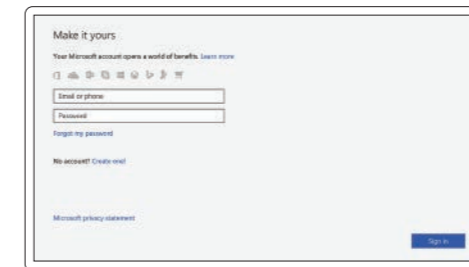 Make it yours
Your Microsoft account opens a world of benefits. Learn more
Email or phone
Password
Forgot my password
No account? Create one!
Microsoft privacy statement
Sign in